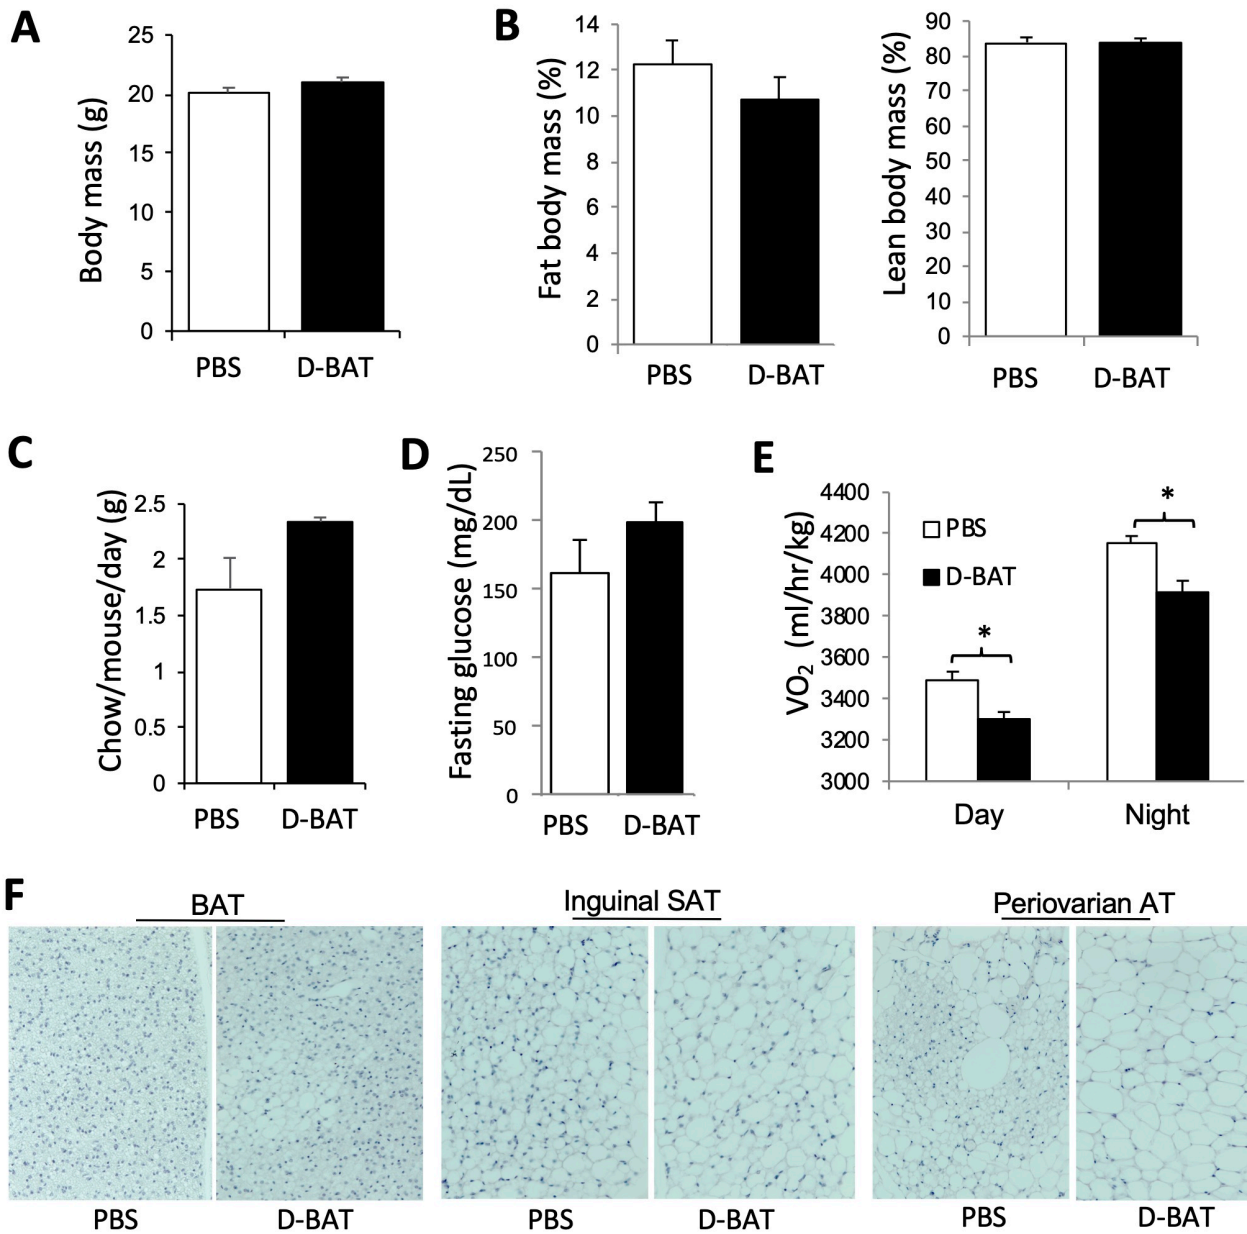 A
Body mass (g)
25
20
15
10
5
0
PBS D-BAT
B
Fat body mass (%)
14
12
10
8
6
4
2
0
PBS D-BAT
Lean body mass (%)
90
80
70
60
50
40
30
20
10
0
PBS D-BAT
C
Chow/mouse/day (g)
2.5
2
1.5
1
0.5
0
PBS D-BAT
D
Fasting glucose (mg/dL)
250
200
150
100
50
0
PBS D-BAT
E
VO2 (ml/hr/kg)
4400
4200
4000
3800
3600
3400
3200
3000
PBS
D-BAT
*
*
Day Night
F
BAT Inguinal SAT Periovarian AT
PBS D-BAT PBS D-BAT PBS D-BAT